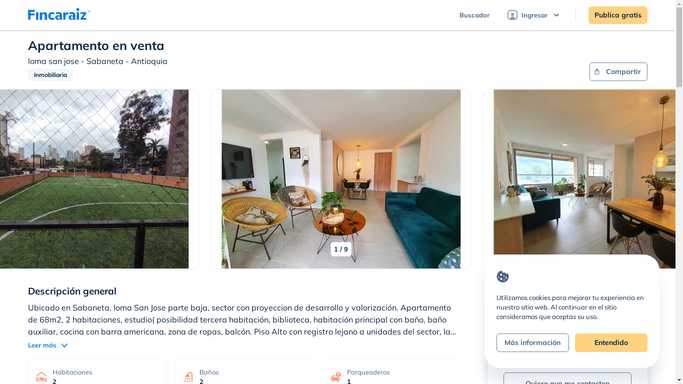 Fincaraiz
Buscador
Ingresar
Publica gratis
Apartamento en venta
loma san jose - Sabaneta - Antioquia
Inmobiliaria
Compartir
1 / 9
Descripción general
Ubicado en Sabaneta, loma San Jose parte baja, sector con proyeccion de desarrollo y valorización. Apartamento
de 68m2, 2 habitaciones, estudio( posibilidad tercera habitación, biblioteca, habitación principal con baño, baño
auxiliar, cocina con barra americana, zona de ropas, balcón. Piso Alto con registro lejano a unidades del sector, la...
Leer más
Habitaciones
2
Baños
2
Parqueaderos
1
Utilizamos cookies para mejorar tu experiencia en
nuestro sitio web. Al continuar en el sitio
consideramos que aceptas su uso.
Más información
Entendido
Quiero que me contacten